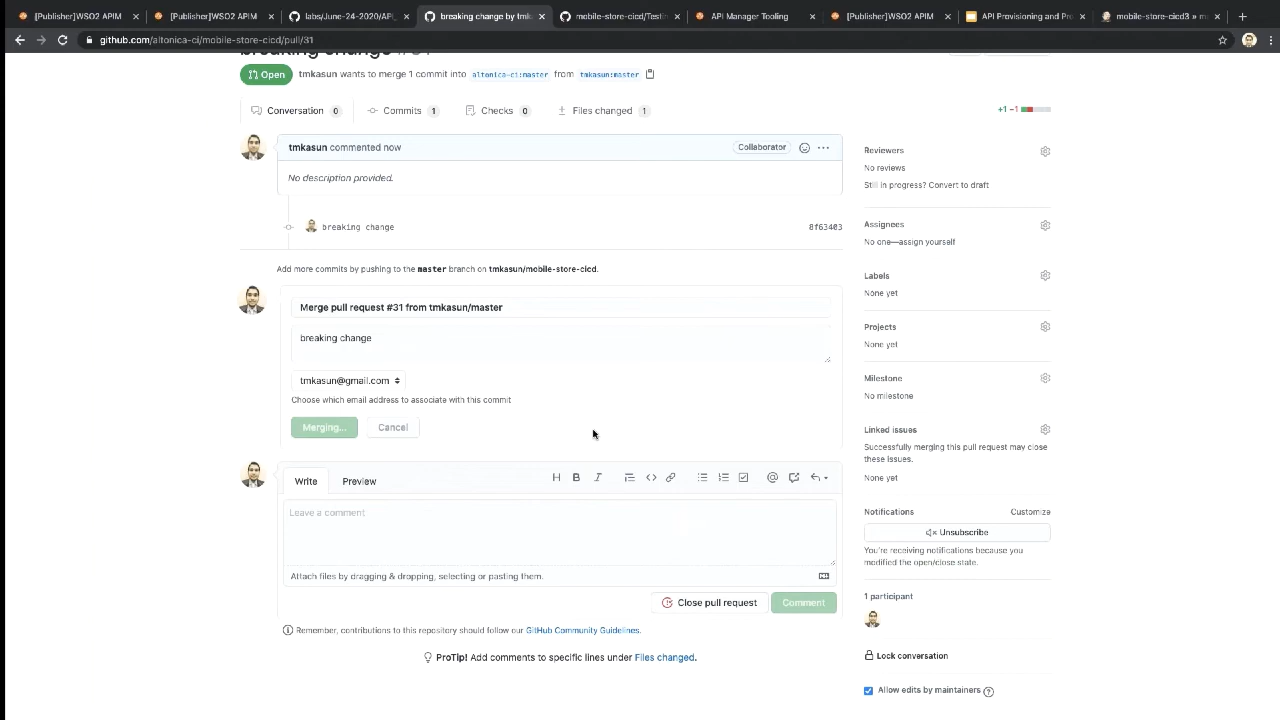 [Publisher]WSO2 APIM
[Publisher]WSO2 APIM
labs/June-24-2020/API_
breaking change by tmk
mobile-store-cicd/Testin
API Manager Tooling
[Publisher]WSO2 APIM
API Provisioning and Pro
mobile-store-cicd3 » ma
github.com/altonica-ci/mobile-store-cicd/pull/31
breaking change #31
Open
tmkasun wants to merge 1 commit into altonica-ci:master from tmkasun:master
Conversation 0
Commits 1
Checks 0
Files changed 1
+1 −1
tmkasun commented now
Collaborator
No description provided.
breaking change
8f63403
Add more commits by pushing to the master branch on tmkasun/mobile-store-cicd.
Merge pull request #31 from tmkasun/master
breaking change
tmkasun@gmail.com
Choose which email address to associate with this commit
Merging...
Cancel
Write
Preview
Leave a comment
Attach files by dragging & dropping, selecting or pasting them.
Close pull request
Comment
Remember, contributions to this repository should follow our GitHub Community Guidelines.
ProTip! Add comments to specific lines under Files changed.
Reviewers
No reviews
Still in progress? Convert to draft
Assignees
No one—assign yourself
Labels
None yet
Projects
None yet
Milestone
No milestone
Linked issues
Successfully merging this pull request may close
these issues.
None yet
Notifications
Customize
Unsubscribe
You're receiving notifications because you
modified the open/close state.
1 participant
Lock conversation
Allow edits by maintainers